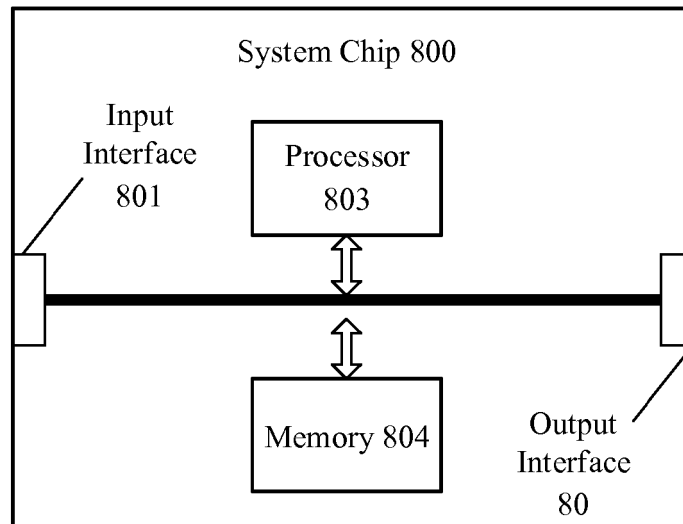 System Chip 800
Input
Interface
801
Processor
803
Memory 804
Output
Interface
80